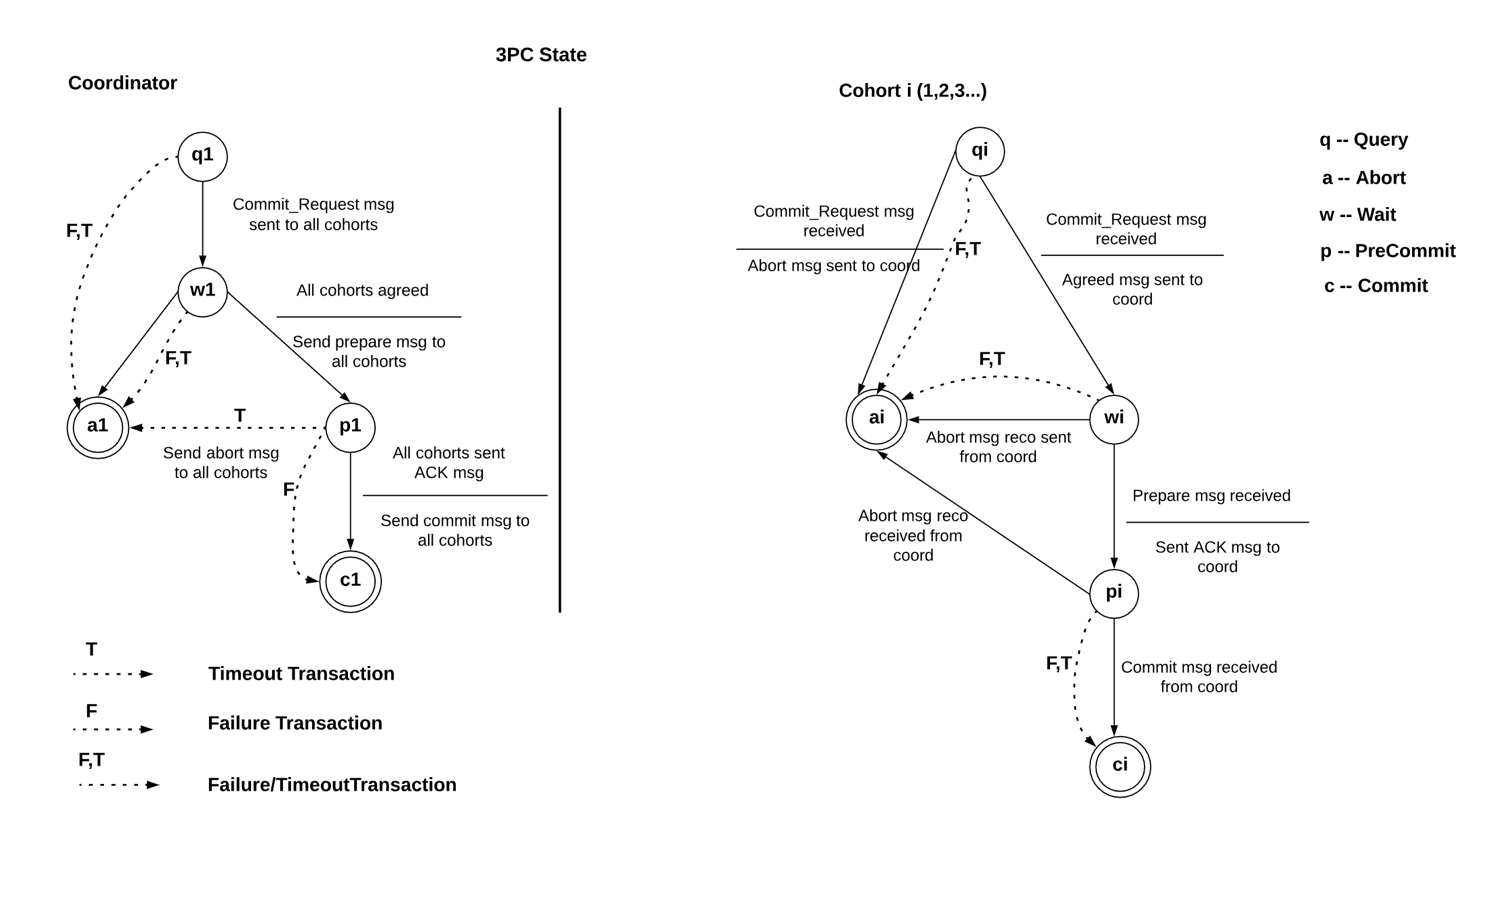 3PC State
Coordinator
q1
Commit_Request msg
sent to all cohorts
F,T
w1
All cohorts agreed
Send prepare msg to
all cohorts
F,T
a1
T
p1
Send abort msg
to all cohorts
F
All cohorts sent
ACK msg
Send commit msg to
all cohorts
c1
T
Timeout Transaction
F
Failure Transaction
F,T
Failure/TimeoutTransaction
Cohort i (1,2,3...)
qi
Commit_Request msg
received
Abort msg sent to coord
F,T
Commit_Request msg
received
Agreed msg sent to
coord
F,T
ai
wi
Abort msg reco sent
from coord
Abort msg reco
received from
coord
Prepare msg received
Sent ACK msg to
coord
pi
F,T
Commit msg received
from coord
ci
q -- Query
a -- Abort
w -- Wait
p -- PreCommit
c -- Commit